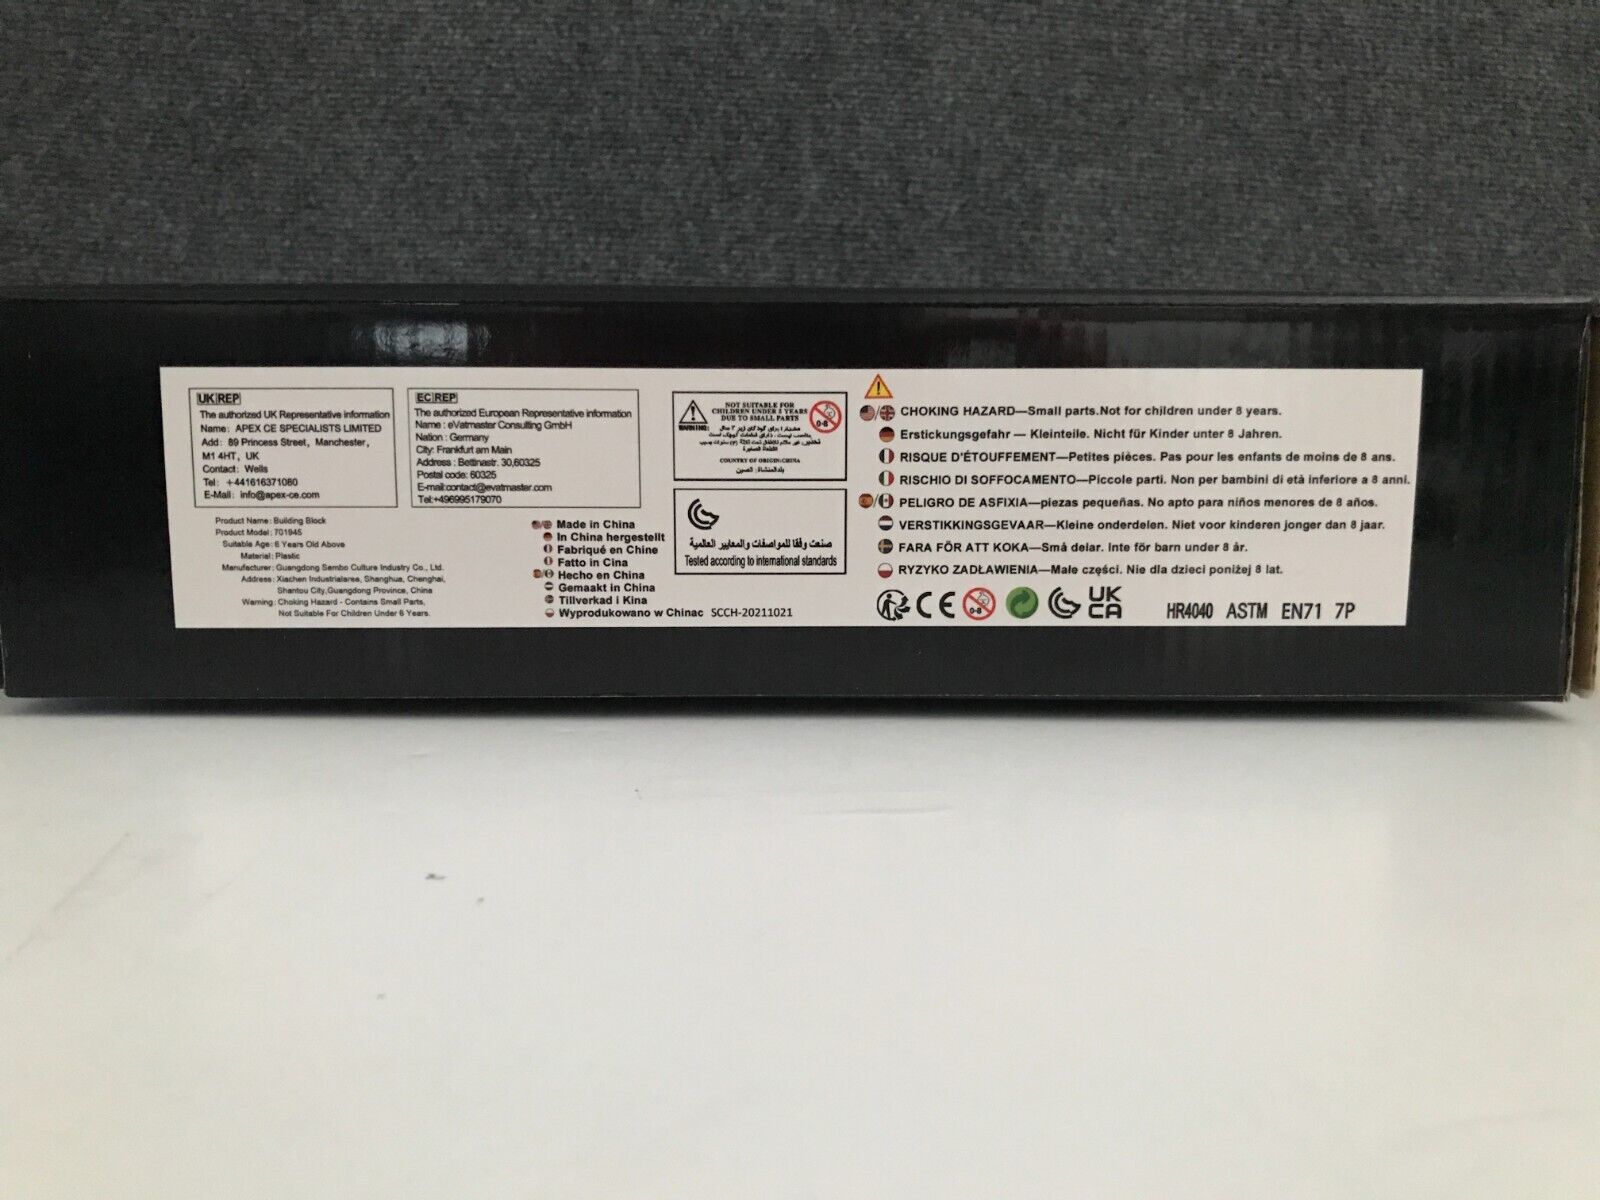 UK REP
The authorized UK Representative information
Name: APEX CE SPECIALISTS LIMITED
Add: 89 Princess Street, Manchester,
M1 4HT, UK
Contact: Wells
Tel: +441616371080
E-Mail: info@apex-ce.com
EC REP
The authorized European Representative information
Name : eVatmaster Consulting GmbH
Nation : Germany
City: Frankfurt am Main
Address : Bettinastr. 30,60325
Postal code: 60325
E-mail:contact@evatmaster.com
Tel:+496995179070
Product Name: Building Block
Product Model: 701945
Suitable Age: 6 Years Old Above
Material: Plastic
Manufacturer: Guangdong Sembo Culture Industry Co., Ltd.
Address: Xiachen Industrialarea, Shanghua, Chenghai,
Shantou City,Guangdong Province, China
Warning: Choking Hazard - Contains Small Parts,
Not Suitable For Children Under 6 Years.
Made in China
In China hergestellt
Fabriqué en Chine
Fatto in Cina
Hecho en China
Gemaakt in China
Tillverkad i Kina
Wyprodukowano w Chinac SCCH-20211021
WARNING:
NOT SUITABLE FOR
CHILDREN UNDER 3 YEARS
DUE TO SMALL PARTS
0-8
COUNTRY OF ORIGIN:CHINA
بلدالمنشاة: الصين
صنعت وفقا للمواصفات والمعايير العالمية
Tested according to international standards
CHOKING HAZARD—Small parts.Not for children under 8 years.
Erstickungsgefahr — Kleinteile. Nicht für Kinder unter 8 Jahren.
RISQUE D'ÉTOUFFEMENT—Petites pièces. Pas pour les enfants de moins de 8 ans.
RISCHIO DI SOFFOCAMENTO—Piccole parti. Non per bambini di età inferiore a 8 anni.
PELIGRO DE ASFIXIA—piezas pequeñas. No apto para niños menores de 8 años.
VERSTIKKINGSGEVAAR—Kleine onderdelen. Niet voor kinderen jonger dan 8 jaar.
FARA FÖR ATT KOKA—Små delar. Inte för barn under 8 år.
RYZYKO ZADŁAWIENIA—Małe części. Nie dla dzieci poniżej 8 lat.
CE 0-8 UK CA HR4040 ASTM EN71 7P